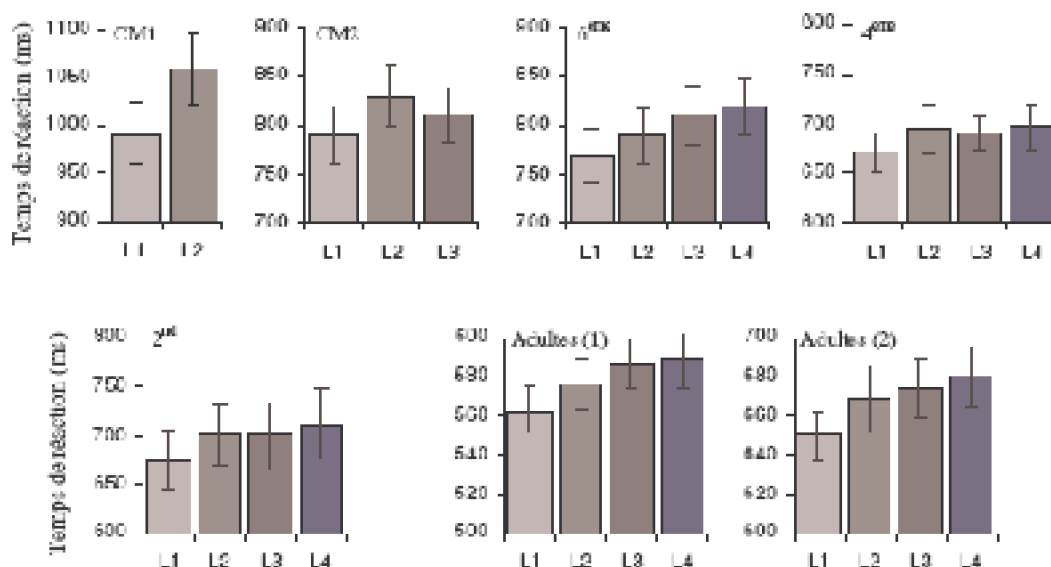 Temps de réaction (ms)
CM1
1100
1050
1000
950
900
L1 L2
CM2
900
850
800
750
700
L1 L2 L3
6eme
900
850
800
750
700
L1 L2 L3 L4
4eme
800
750
700
650
600
L1 L2 L3 L4
Temps de réaction (ms)
2nd
800
750
700
650
600
L1 L2 L3 L4
Adultes (1)
L1 L2 L3 L4
Adultes (2)
700
680
660
640
620
600
L1 L2 L3 L4